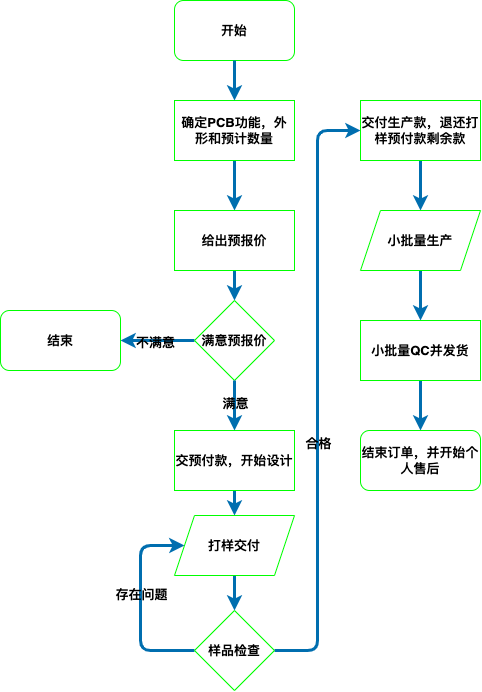 开始
确定PCB功能，外
形和预计数量
给出预报价
满意预报价
不满意
结束
满意
交预付款，开始设计
打样交付
存在问题
样品检查
合格
交付生产款，退还打
样预付款剩余款
小批量生产
小批量QC并发货
结束订单，并开始个
人售后